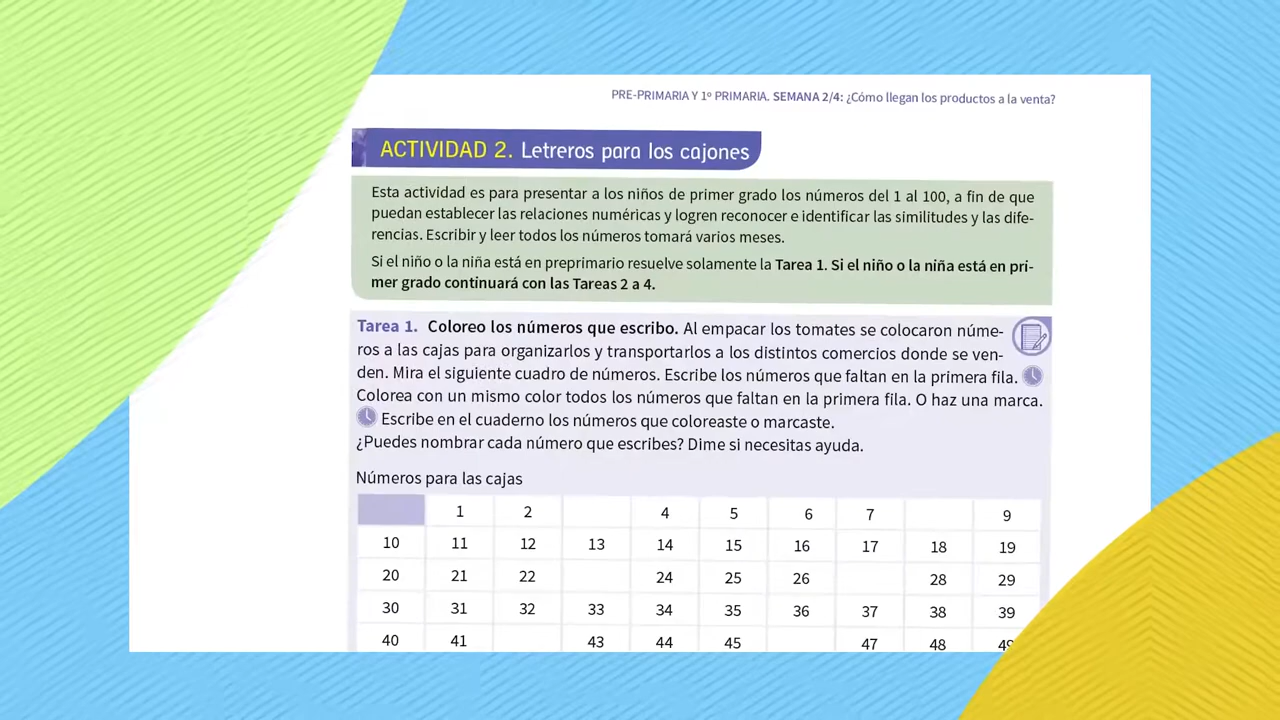 PRE-PRIMARIA Y 1º PRIMARIA. SEMANA 2/4: ¿Cómo llegan los productos a la venta?
ACTIVIDAD 2. Letreros para los cajones
Esta actividad es para presentar a los niños de primer grado los números del 1 al 100, a fin de que
puedan establecer las relaciones numéricas y logren reconocer e identificar las similitudes y las dife-
rencias. Escribir y leer todos los números tomará varios meses.
Si el niño o la niña está en preprimario resuelve solamente la Tarea 1. Si el niño o la niña está en pri-
mer grado continuará con las Tareas 2 a 4.
Tarea 1. Coloreo los números que escribo. Al empacar los tomates se colocaron núme-
ros a las cajas para organizarlos y transportarlos a los distintos comercios donde se ven-
den. Mira el siguiente cuadro de números. Escribe los números que faltan en la primera fila.
Colorea con un mismo color todos los números que faltan en la primera fila. O haz una marca.
Escribe en el cuaderno los números que coloreaste o marcaste.
¿Puedes nombrar cada número que escribes? Dime si necesitas ayuda.
Números para las cajas
1 2 4 5 6 7 9
10 11 12 13 14 15 16 17 18 19
20 21 22 24 25 26 28 29
30 31 32 33 34 35 36 37 38 39
40 41 43 44 45 47 48 49